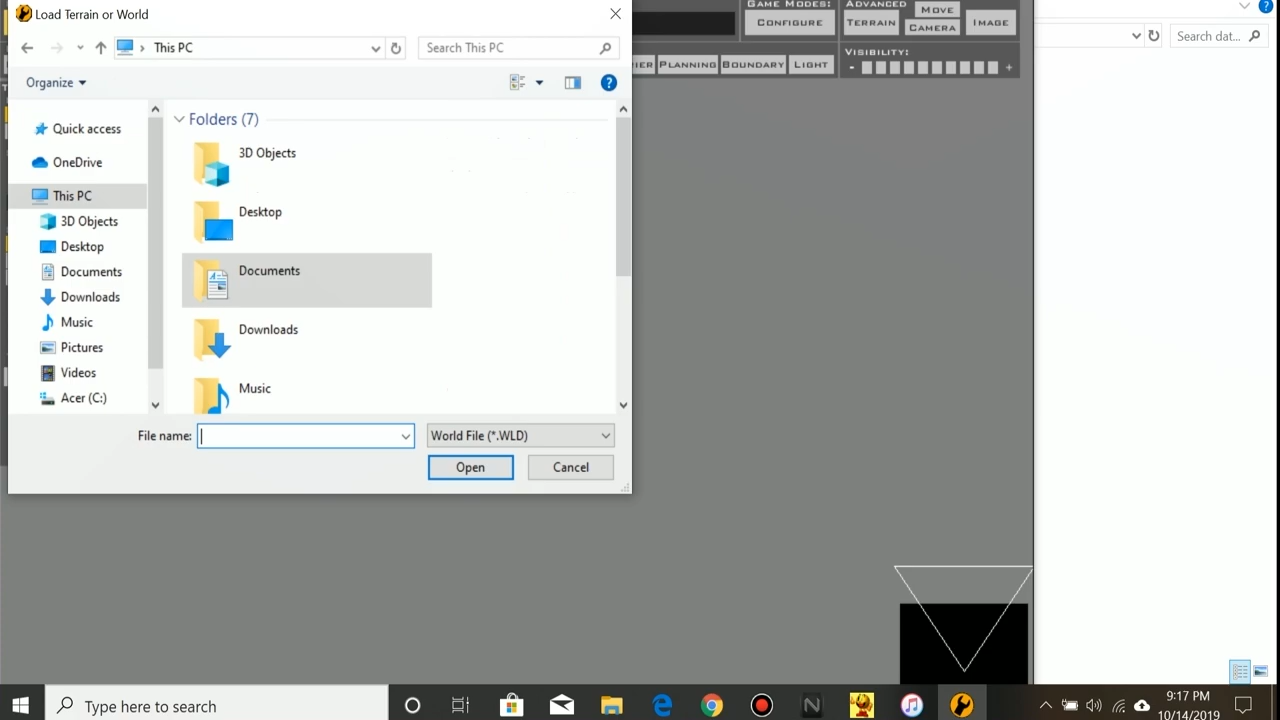 Load Terrain or World
GAME MODES:
CONFIGURE
ADVANCED
TERRAIN
MOVE
CAMERA
IMAGE
This PC
Search This PC
Search dat...
PLANNING
BOUNDARY
LIGHT
VISIBILITY:
- +
Organize
Quick access
OneDrive
This PC
3D Objects
Desktop
Documents
Downloads
Music
Pictures
Videos
Acer (C:)
Folders (7)
3D Objects
Desktop
Documents
Downloads
Music
File name:
World File (*.WLD)
Open
Cancel
Type here to search
9:17 PM
10/14/2019